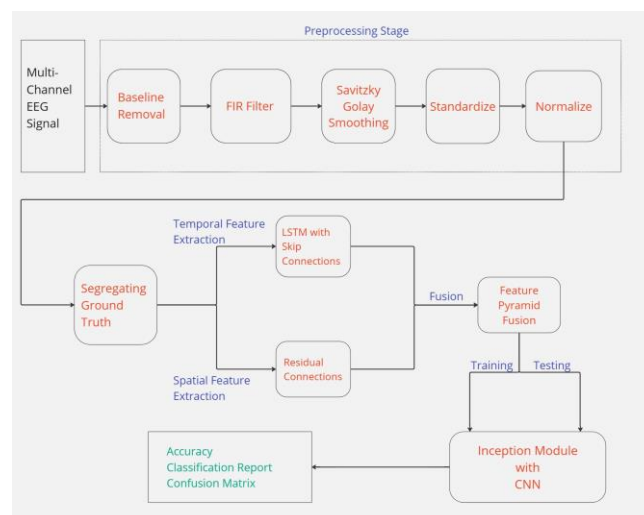 Preprocessing Stage
Multi-
Channel
EEG
Signal
Baseline
Removal
FIR Filter
Savitzky
Golay
Smoothing
Standardize
Normalize
Temporal Feature
Extraction
LSTM with
Skip
Connections
Segregating
Ground
Truth
Fusion
Feature
Pyramid
Fusion
Residual
Connections
Spatial Feature
Extraction
Training
Testing
Inception Module
with
CNN
Accuracy
Classification Report
Confusion Matrix